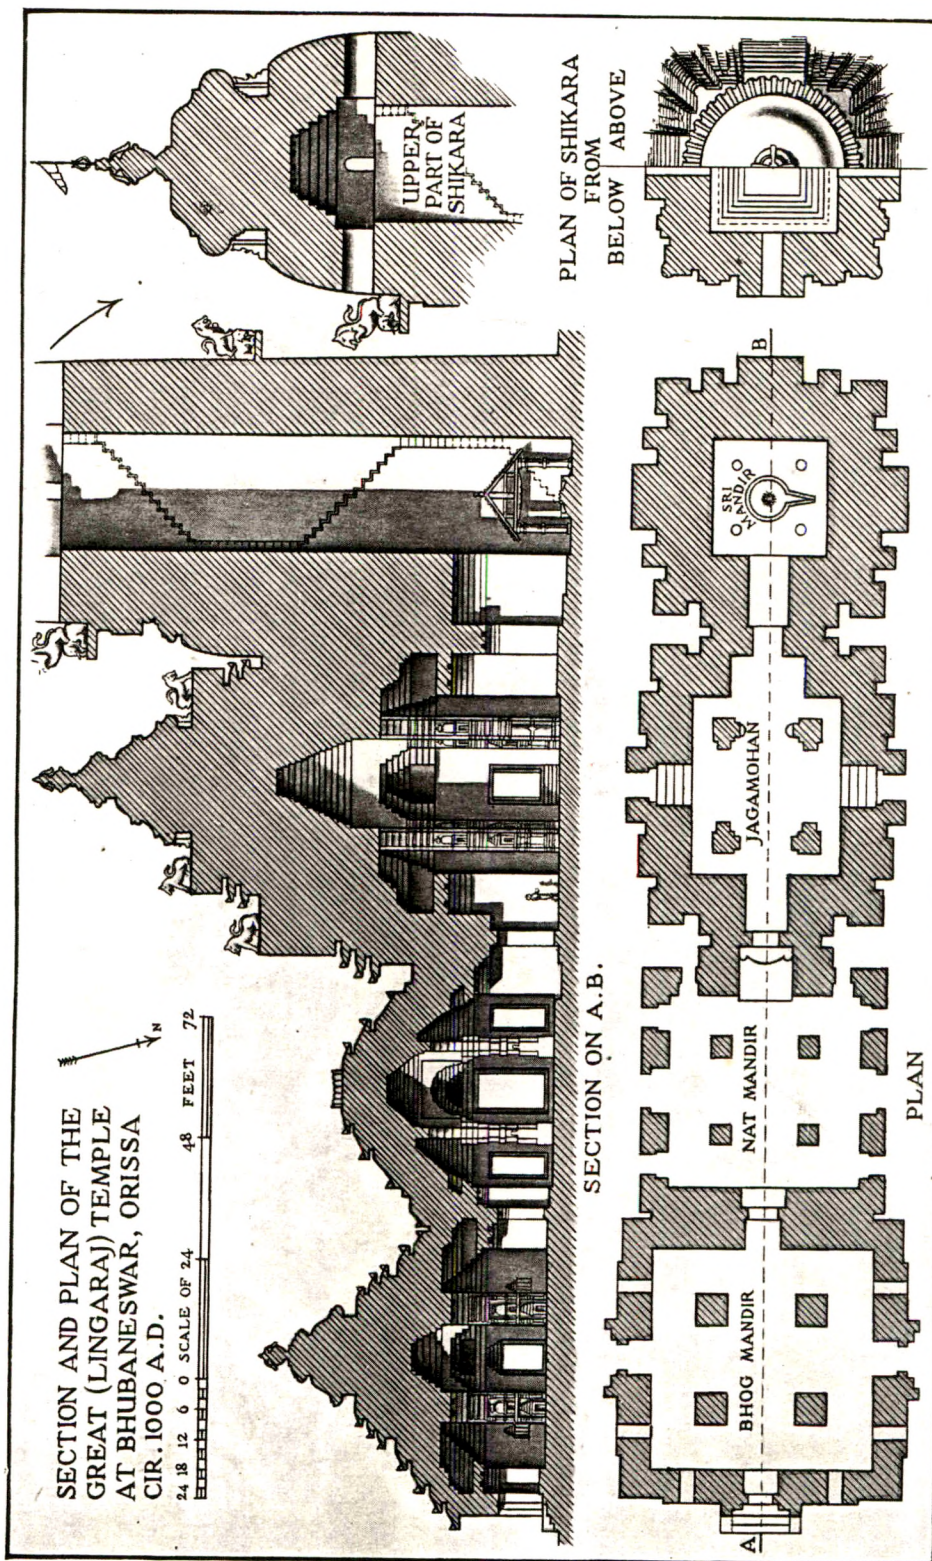 SECTION AND PLAN OF THE
GREAT (LINGARAJ) TEMPLE
AT BHUBANESWAR, ORISSA
CIR. 1000 A.D.
24 18 12 6 0 SCALE OF 24 48 FEET 72
N
UPPER
PART OF
SHIKARA
PLAN OF SHIKARA
FROM
BELOW ABOVE
SECTION ON A.B.
A
BHOG MANDIR
NAT MANDIR
JAGAMOHAN
SRI
MANDIR
B
PLAN